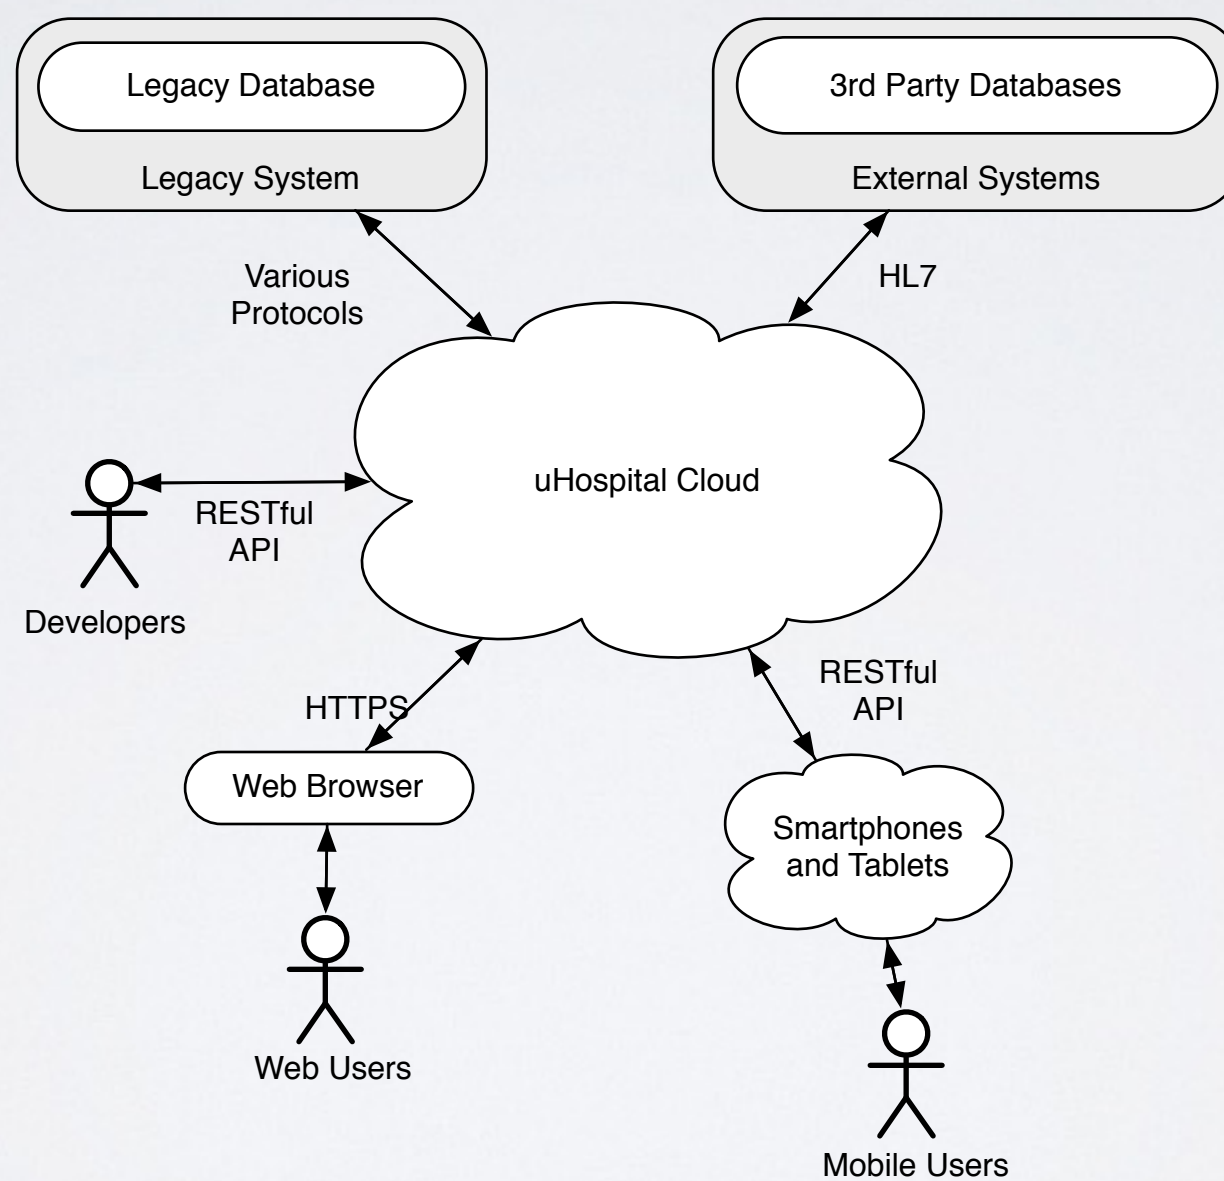 Legacy Database
Legacy System
3rd Party Databases
External Systems
Various
Protocols
HL7
uHospital Cloud
RESTful
API
Developers
HTTPS
Web Browser
Web Users
RESTful
API
Smartphones
and Tablets
Mobile Users